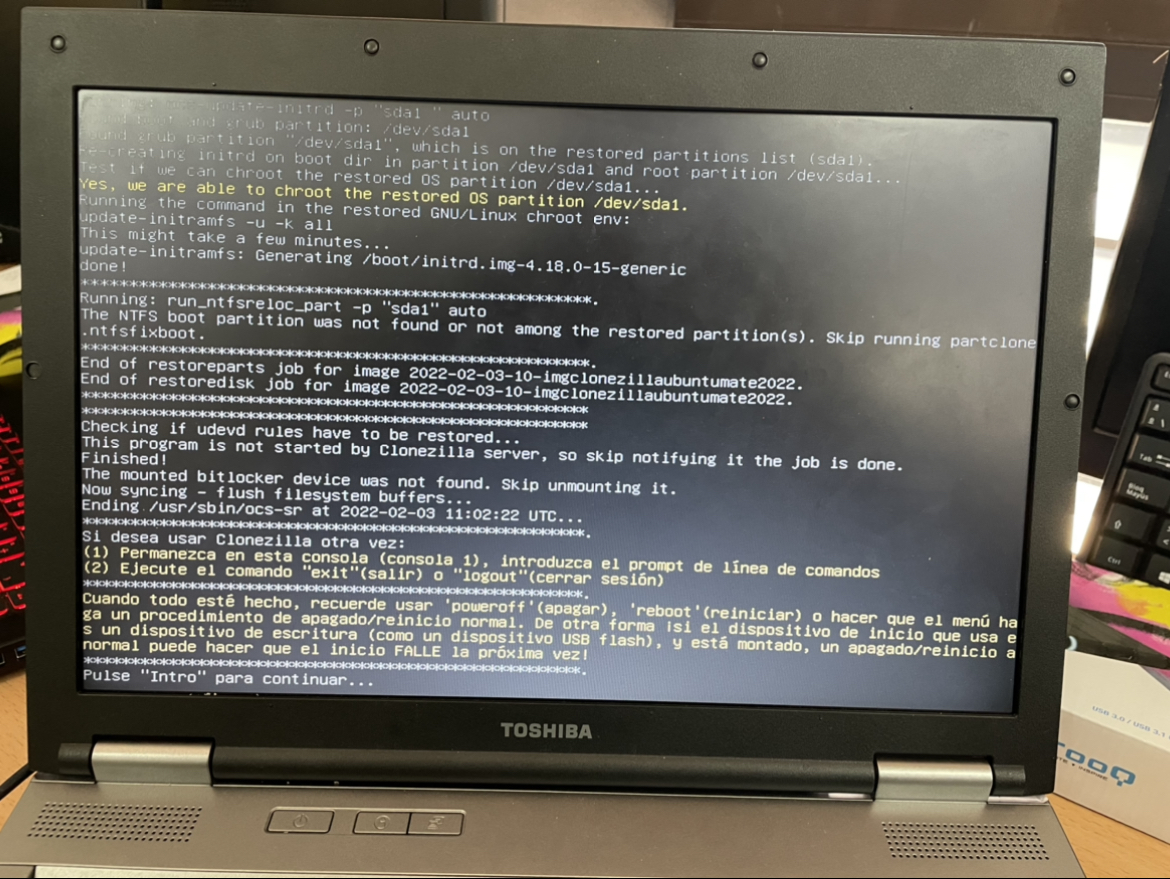 update-initrd -p "sda1 " auto
and grub partition: /dev/sda1
grub partition "/dev/sda1", which is on the restored partitions list (sda1).
Re-creating initrd on boot dir in partition /dev/sda1 and root partition /dev/sda1...
Test if we can chroot the restored OS partition /dev/sda1...
Yes, we are able to chroot the restored OS partition /dev/sda1.
Running the command in the restored GNU/Linux chroot env:
update-initramfs -u -k all
This might take a few minutes...
update-initramfs: Generating /boot/initrd.img-4.18.0-15-generic
done!
*************************************************************.
Running: run_ntfsreloc_part -p "sda1" auto
The NTFS boot partition was not found or not among the restored partition(s). Skip running partclone
.ntfsfixboot.
*************************************************************.
End of restoreparts job for image 2022-02-03-10-imgclonezillaubuntumate2022.
End of restoredisk job for image 2022-02-03-10-imgclonezillaubuntumate2022.
*************************************************************
*************************************************************
Checking if udevd rules have to be restored...
This program is not started by Clonezilla server, so skip notifying it the job is done.
Finished!
The mounted bitlocker device was not found. Skip unmounting it.
Now syncing - flush filesystem buffers...
Ending /usr/sbin/ocs-sr at 2022-02-03 11:02:22 UTC...
*************************************************************.
Si desea usar Clonezilla otra vez:
(1) Permanezca en esta consola (consola 1), introduzca el prompt de línea de comandos
(2) Ejecute el comando "exit"(salir) o "logout"(cerrar sesión)
*************************************************************.
Cuando todo esté hecho, recuerde usar 'poweroff'(apagar), 'reboot'(reiniciar) o hacer que el menú ha
ga un procedimiento de apagado/reinicio normal. De otra forma ¡si el dispositivo de inicio que usa e
s un dispositivo de escritura (como un dispositivo USB flash), y está montado, un apagado/reinicio a
normal puede hacer que el inicio FALLE la próxima vez!
*************************************************************.
Pulse "Intro" para continuar...
TOSHIBA
Tab
Bloq
Mayús
Ctrl
USB 3.0 / USB 3.1
TooQ